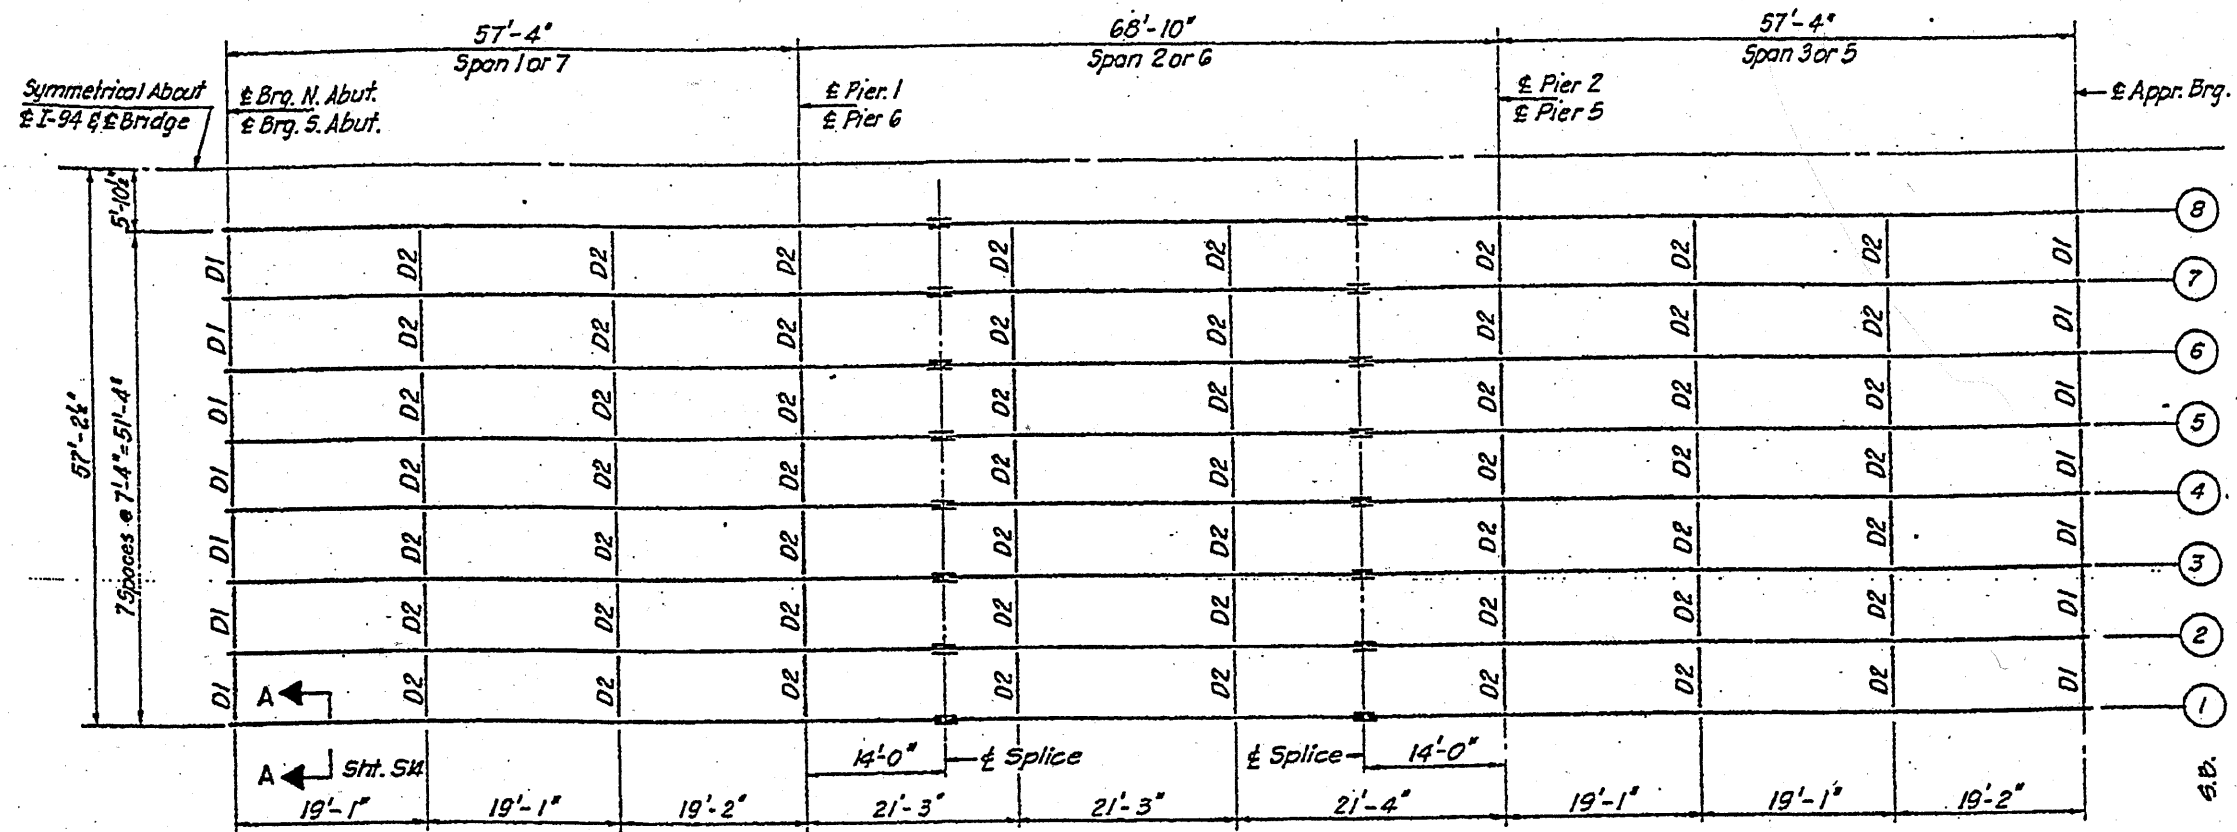 57'-4" 68'-10" 57'-4"
Span 1 or 7 Span 2 or 6 Span 3 or 5
Symmetrical About
℄ I-94 & ℄ Bridge
℄ Brg. N. Abut.
℄ Brg. S. Abut.
℄ Pier 1
℄ Pier 6
℄ Pier 2
℄ Pier 5
℄ Appr. Brg.
5'-10½"
57'-2½"
7 Spaces @ 7'-4" = 51'-4"
8
D1 D2 D2 D2 D2 D2 D2 D2 D2 D1
7
D1 D2 D2 D2 D2 D2 D2 D2 D2 D1
6
D1 D2 D2 D2 D2 D2 D2 D2 D2 D1
5
D1 D2 D2 D2 D2 D2 D2 D2 D2 D1
4
D1 D2 D2 D2 D2 D2 D2 D2 D2 D1
3
D1 D2 D2 D2 D2 D2 D2 D2 D2 D1
2
D1 A D2 D2 D2 D2 D2 D2 D2 D2 D1
1
A Sht. S14
14'-0" ℄ Splice ℄ Splice 14'-0"
19'-1" 19'-1" 19'-2" 21'-3" 21'-3" 21'-4" 19'-1" 19'-1" 19'-2"
S.B.